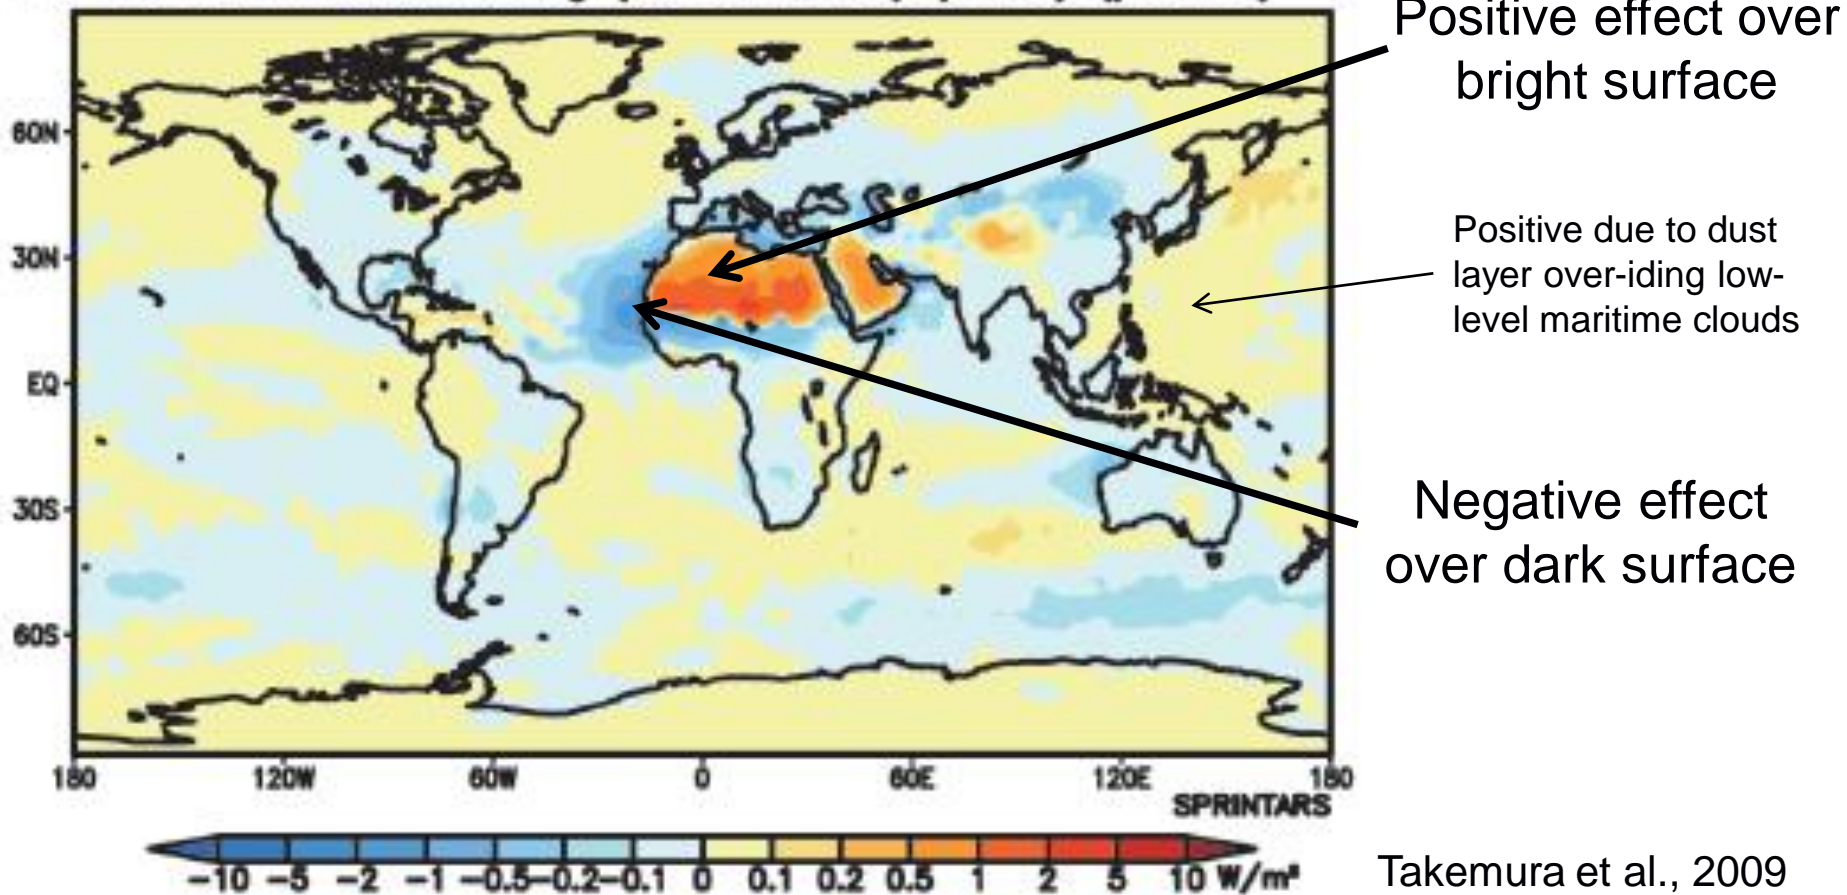 Positive effect over
bright surface
60N
Positive due to dust
layer over-iding low-
level maritime clouds
30N
EQ
30S
Negative effect
over dark surface
60S
180 120W 60W 0 60E 120E 180
SPRINTARS
-10 -5 -2 -1 -0.5 -0.2 -0.1 0 0.1 0.2 0.5 1 2 5 10 W/m²
Takemura et al., 2009